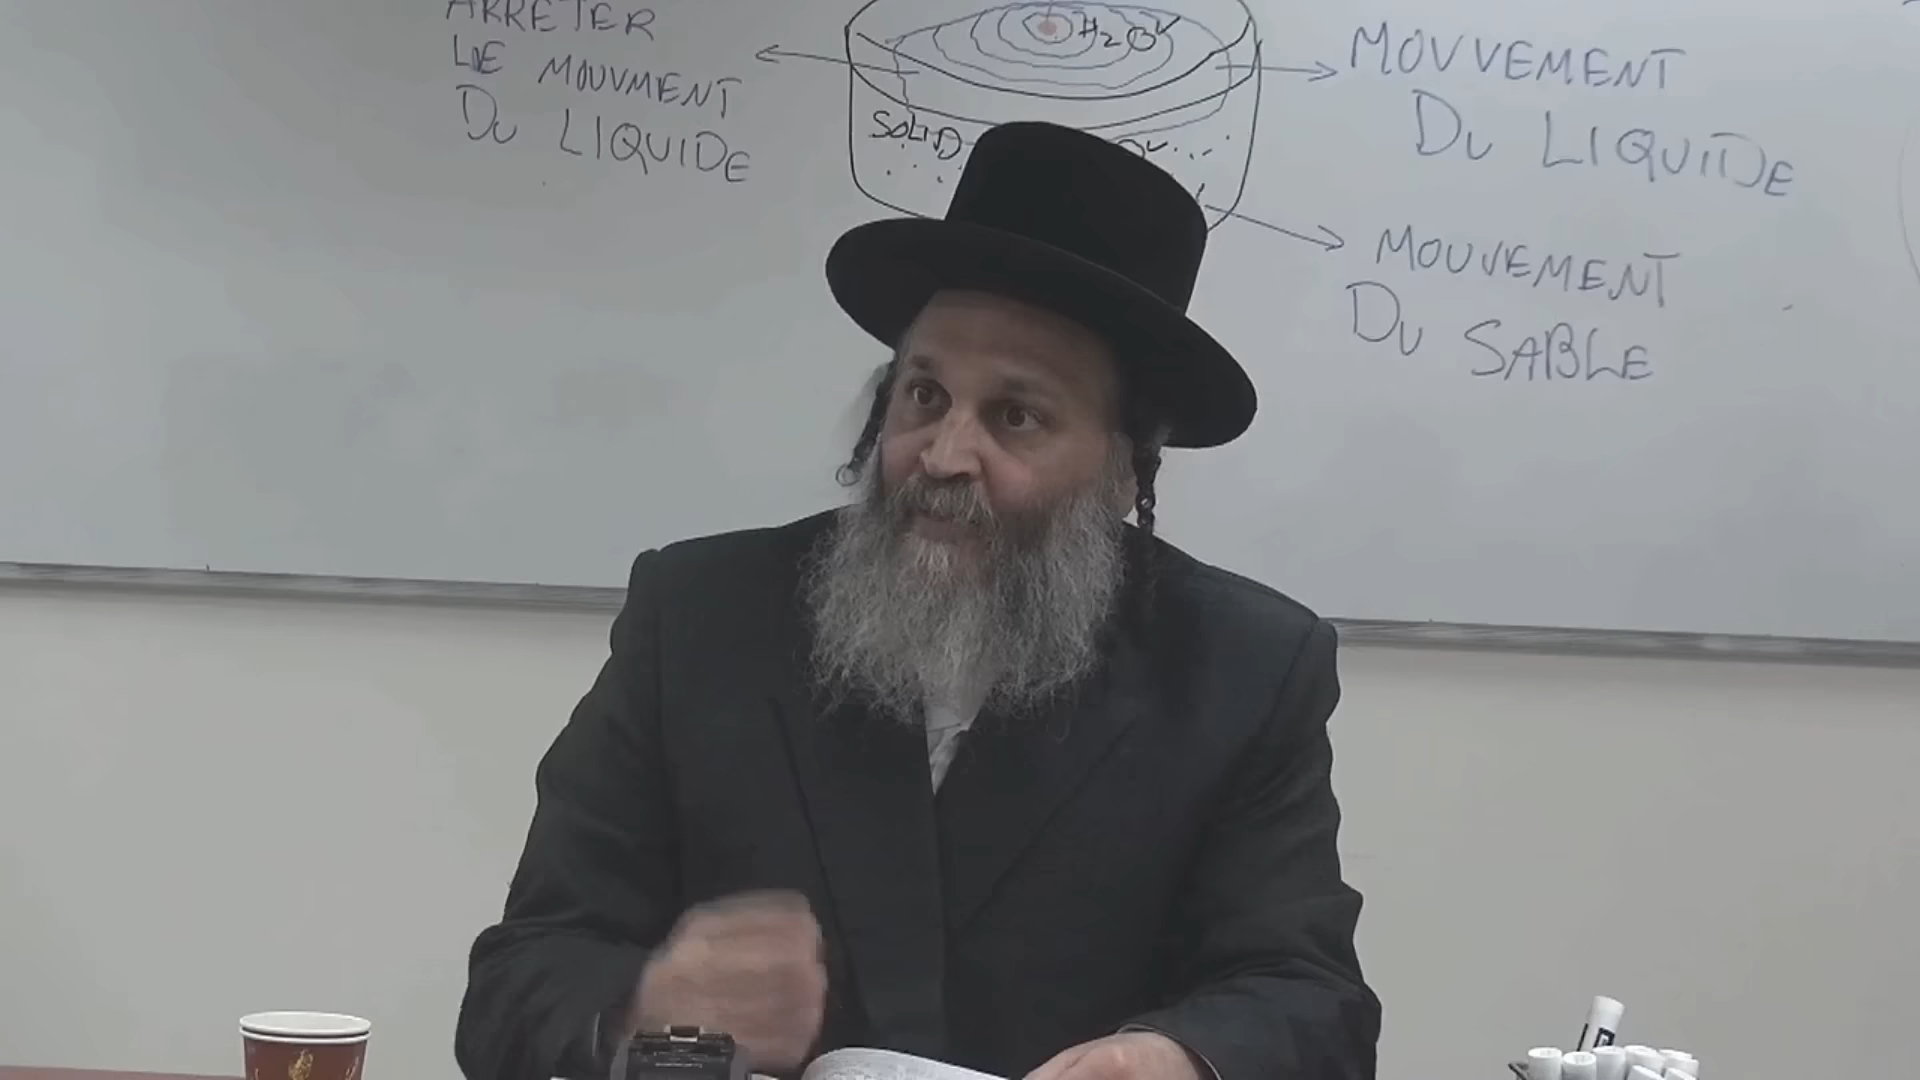 ARRETER
LE MOUVMENT
DU LIQUIDE
H2O
SOLID
MOUVEMENT
DU LIQUIDE
MOUVEMENT
DU SABLE